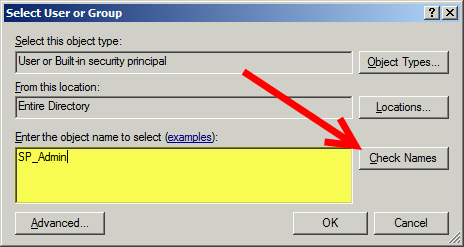 Select User or Group
Select this object type:
User or Built-in security principal
Object Types...
From this location:
Entire Directory
Locations...
Enter the object name to select (examples):
SP_Admin
Check Names
Advanced...
OK
Cancel